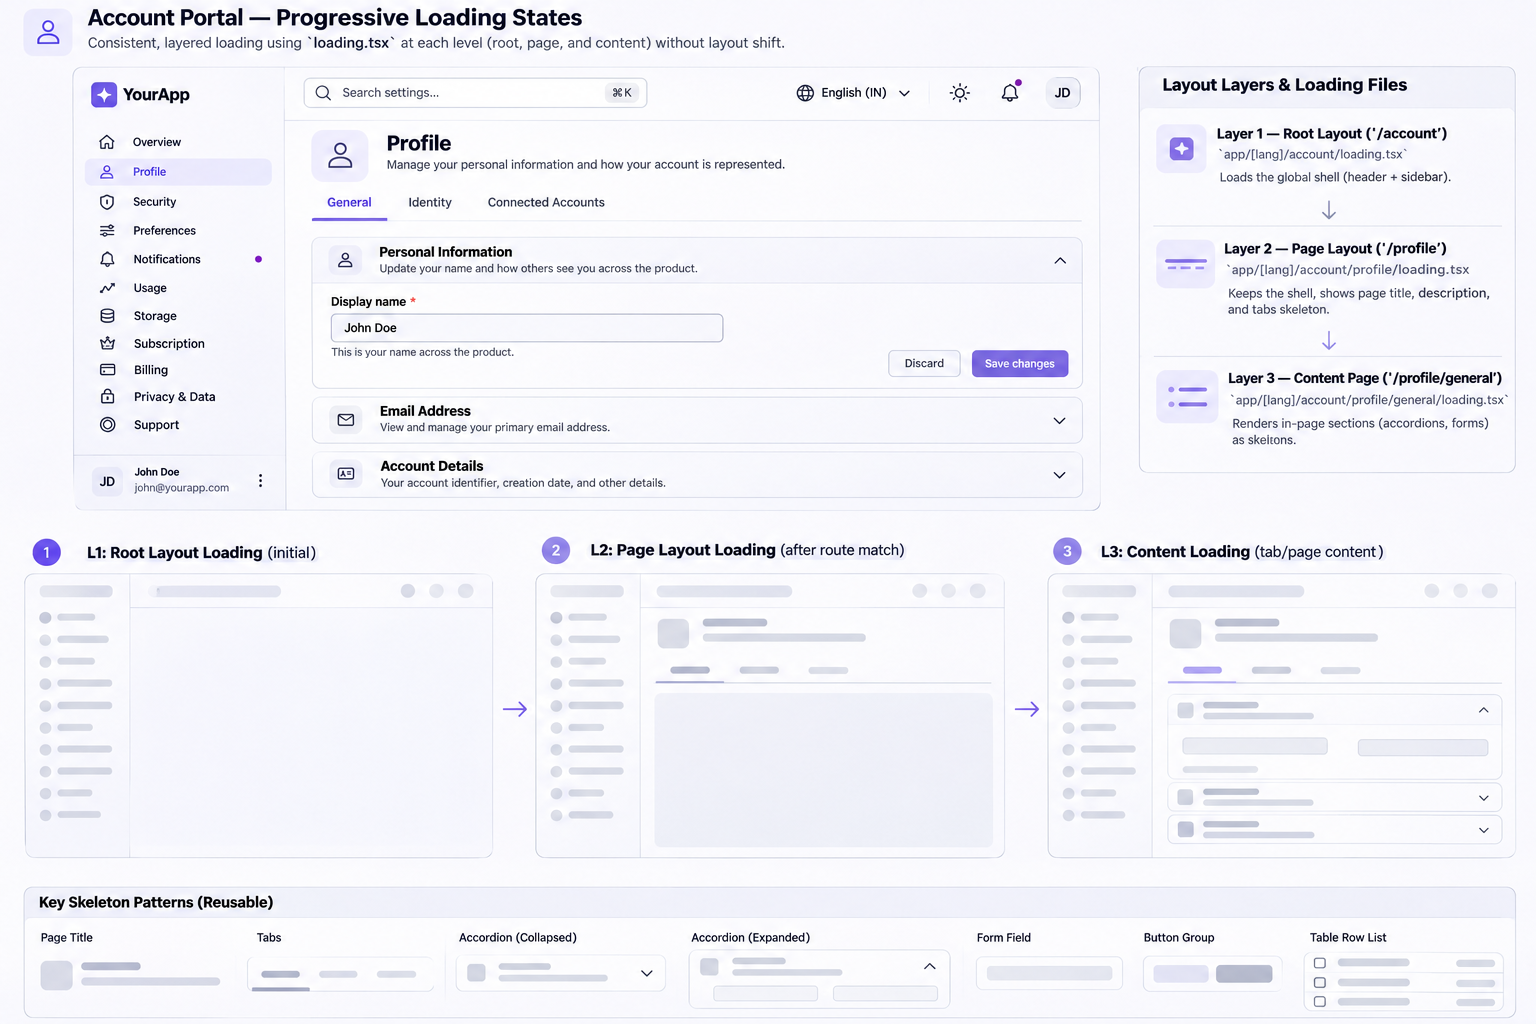 Account Portal — Progressive Loading States
Consistent, layered loading using `loading.tsx` at each level (root, page, and content) without layout shift.
YourApp
Search settings...
⌘K
English (IN)
JD
Overview
Profile
Security
Preferences
Notifications
Usage
Storage
Subscription
Billing
Privacy & Data
Support
JD
John Doe
john@yourapp.com
Profile
Manage your personal information and how your account is represented.
General
Identity
Connected Accounts
Personal Information
Update your name and how others see you across the product.
Display name *
John Doe
This is your name across the product.
Discard
Save changes
Email Address
View and manage your primary email address.
Account Details
Your account identifier, creation date, and other details.
Layout Layers & Loading Files
Layer 1 — Root Layout ('/account')
`app/[lang]/account/loading.tsx`
Loads the global shell (header + sidebar).
Layer 2 — Page Layout ('/profile')
`app/[lang]/account/profile/loading.tsx
Keeps the shell, shows page title, description,
and tabs skeleton.
Layer 3 — Content Page ('/profile/general')
`app/[lang]/account/profile/general/loading.tsx`
Renders in-page sections (accordions, forms)
as skeltons.
1
L1: Root Layout Loading (initial)
2
L2: Page Layout Loading (after route match)
3
L3: Content Loading (tab/page content)
Key Skeleton Patterns (Reusable)
Page Title
Tabs
Accordion (Collapsed)
Accordion (Expanded)
Form Field
Button Group
Table Row List